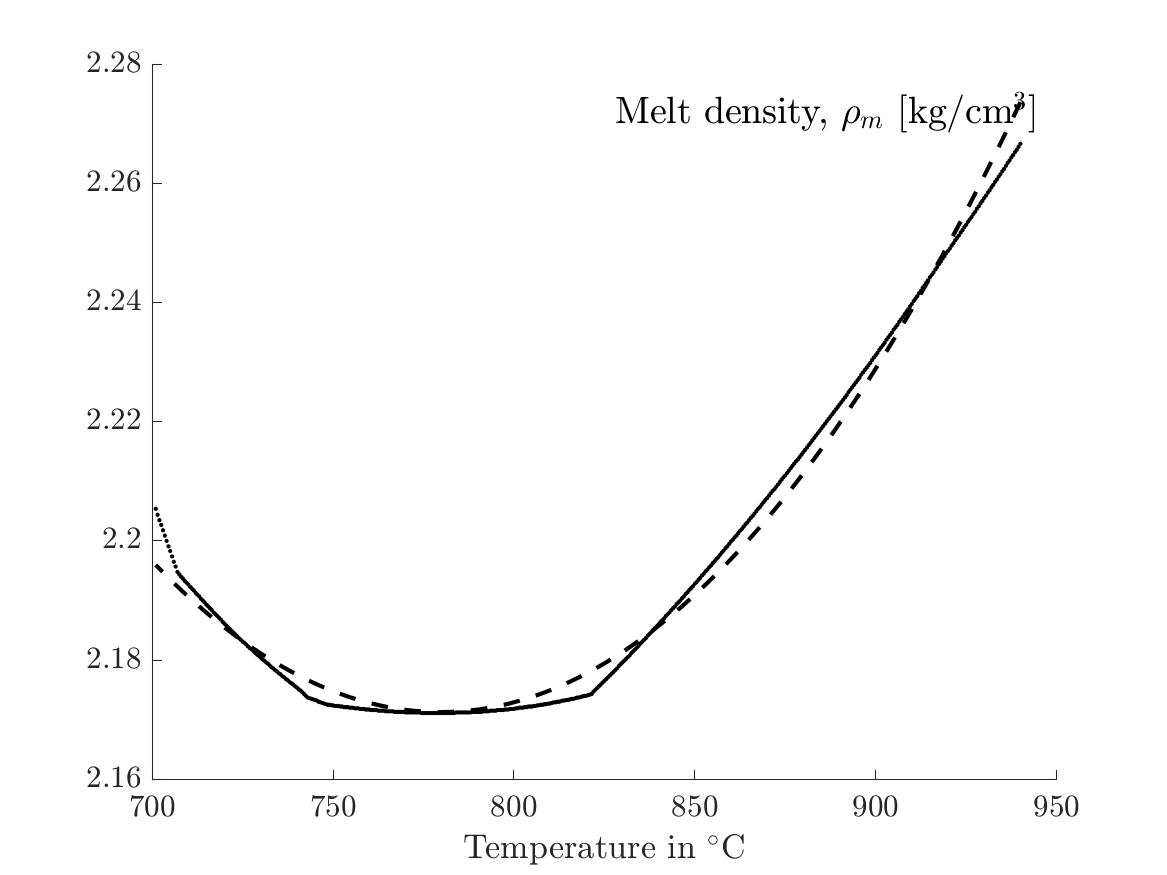 2.28
Melt density, ρₘ [kg/cm³]
2.26
2.24
2.22
2.2
2.18
2.16
700 750 800 850 900 950
Temperature in °C